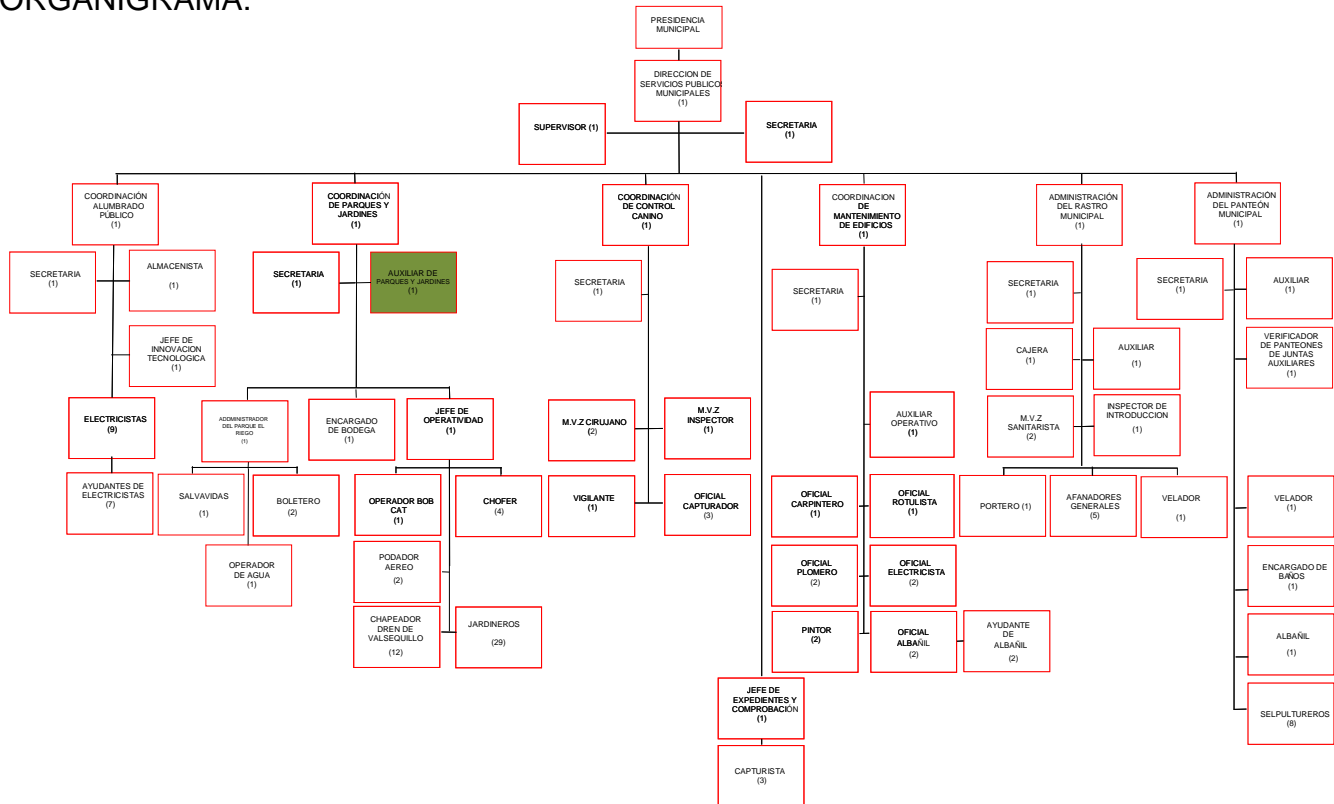 ORGANIGRAMA:
PRESIDENCIA
MUNICIPAL
DIRECCION DE
SERVICIOS PUBLICOS
MUNICIPALES
(1)
SUPERVISOR (1)
SECRETARIA
(1)
COORDINACIÓN
ALUMBRADO
PÚBLICO
(1)
SECRETARIA
(1)
ALMACENISTA
(1)
JEFE DE
INNOVACION
TECNOLOGICA
(1)
ELECTRICISTAS
(9)
AYUDANTES DE
ELECTRICISTAS
(7)
COORDINACIÓN
DE PARQUES Y
JARDINES
(1)
SECRETARIA
(1)
AUXILIAR DE
PARQUES Y JARDINES
(1)
ADDMINISTRADOR
DEL PARQUE EL
RIEGO
(1)
SALVAVIDAS
(1)
BOLETERO
(2)
OPERADOR
DE AGUA
(1)
ENCARGADO
DE BODEGA
(1)
JEFE DE
OPERATIVIDAD
(1)
OPERADOR BOB
CAT
(1)
CHOFER
(4)
PODADOR
AEREO
(2)
CHAPEADOR
DREN DE
VALSEQUILLO
(12)
JARDINEROS
(29)
COORDINACIÓN
DE CONTROL
CANINO
(1)
SECRETARIA
(1)
M.V.Z CIRUJANO
(2)
M.V.Z
INSPECTOR
(1)
VIGILANTE
(1)
OFICIAL
CAPTURADOR
(3)
JEFE DE
EXPEDIENTES Y
COMPROBACIÓN
(1)
CAPTURISTA
(3)
COORDINACION
DE
MANTENIMIENTO
DE EDIFICIOS
(1)
SECRETARIA
(1)
AUXILIAR
OPERATIVO
(1)
OFICIAL
CARPINTERO
(1)
OFICIAL
ROTULISTA
(1)
OFICIAL
PLOMERO
(2)
OFICIAL
ELECTRICISTA
(2)
PINTOR
(2)
OFICIAL
ALBAÑIL
(2)
AYUDANTE
DE
ALBAÑIL
(2)
ADMINISTRACIÓN
DEL RASTRO
MUNICIPAL
(1)
SECRETARIA
(1)
CAJERA
(1)
AUXILIAR
(1)
M.V.Z
SANITARISTA
(2)
INSPECTOR DE
INTRODUCCION
(1)
PORTERO (1)
AFANADORES
GENERALES
(5)
VELADOR
(1)
ADMINISTRACIÓN
DEL PANTEÓN
MUNICIPAL
(1)
SECRETARIA
(1)
AUXILIAR
(1)
VERIFICADOR
DE PANTEONES
DE JUNTAS
AUXILIARES
(1)
VELADOR
(1)
ENCARGADO DE
BAÑOS
(1)
ALBAÑIL
(1)
SELPULTUREROS
(8)